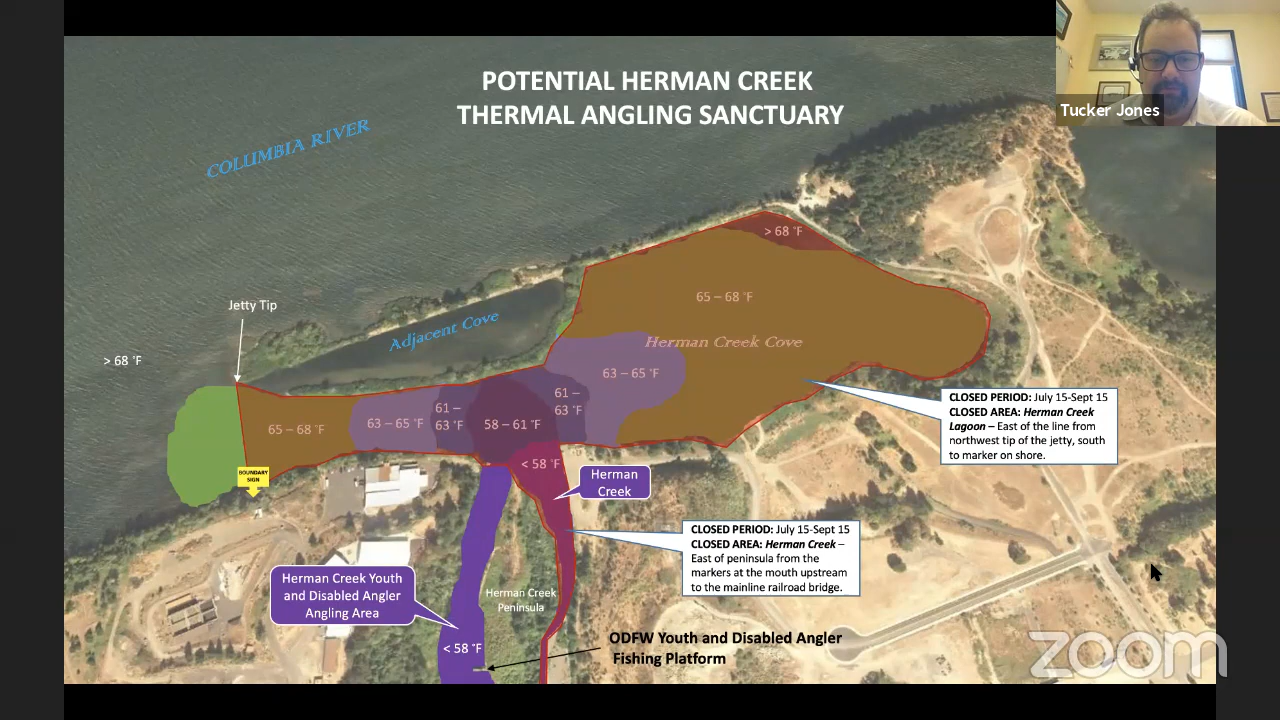 POTENTIAL HERMAN CREEK
THERMAL ANGLING SANCTUARY
Tucker Jones
COLUMBIA RIVER
> 68 °F
65 – 68 °F
Jetty Tip
Adjacent Cove
Herman Creek Cove
> 68 °F
63 – 65 °F
61 –
63 °F
65 – 68 °F
63 – 65 °F
61 –
63 °F
58 – 61 °F
CLOSED PERIOD: July 15-Sept 15
CLOSED AREA: Herman Creek
Lagoon – East of the line from
northwest tip of the jetty, south
to marker on shore.
BOUNDARY
SIGN
< 58 °F
Herman
Creek
CLOSED PERIOD: July 15-Sept 15
CLOSED AREA: Herman Creek –
East of peninsula from the
markers at the mouth upstream
to the mainline railroad bridge.
Herman Creek Youth
and Disabled Angler
Angling Area
Herman Creek
Peninsula
< 58 °F
ODFW Youth and Disabled Angler
Fishing Platform
zoom